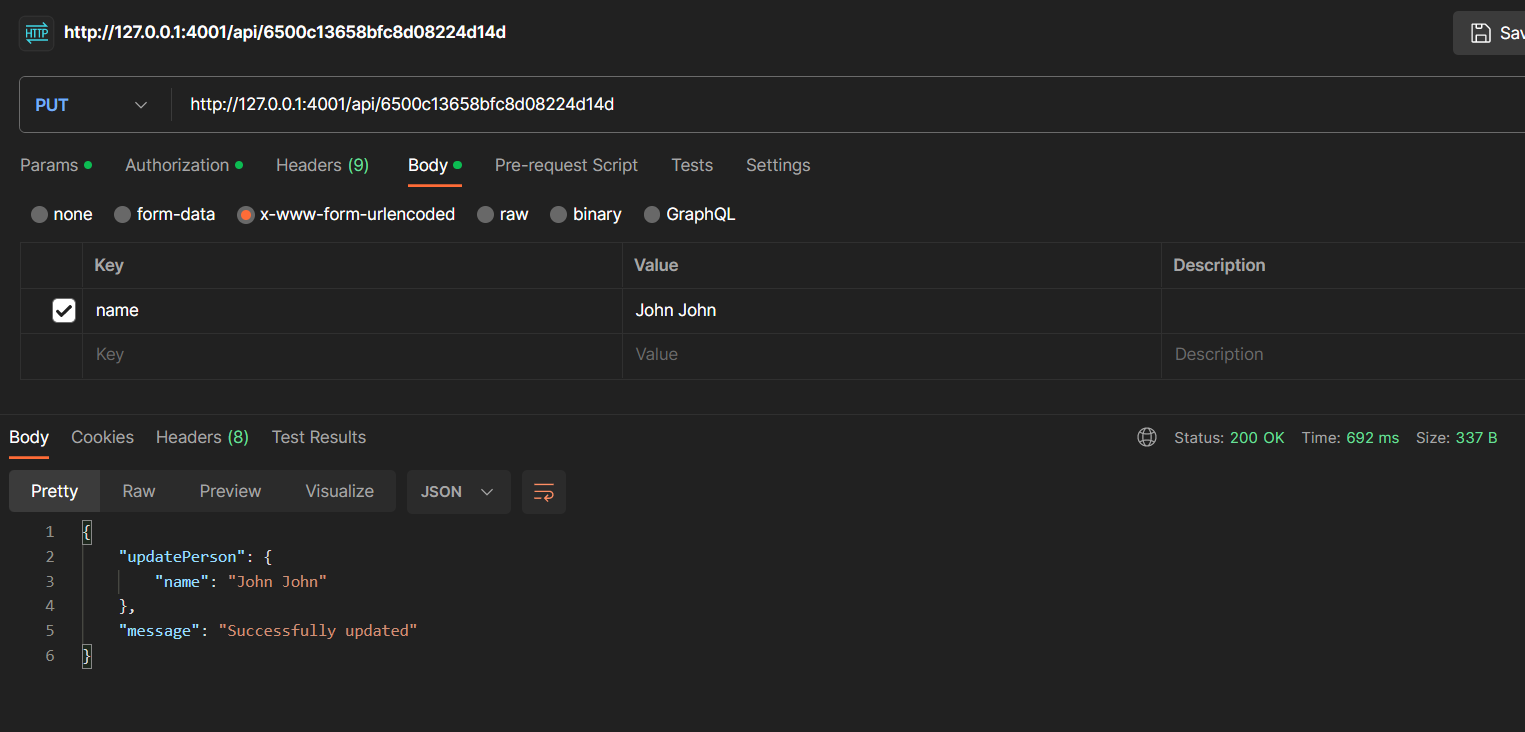 HTTP http://127.0.0.1:4001/api/6500c13658bfc8d08224d14d
Sav
PUT http://127.0.0.1:4001/api/6500c13658bfc8d08224d14d
Params Authorization Headers (9) Body Pre-request Script Tests Settings
none form-data x-www-form-urlencoded raw binary GraphQL
Key Value Description
name John John
Key Value Description
Body Cookies Headers (8) Test Results Status: 200 OK Time: 692 ms Size: 337 B
Pretty Raw Preview Visualize JSON
1 {
2 "updatePerson": {
3 "name": "John John"
4 },
5 "message": "Successfully updated"
6 }